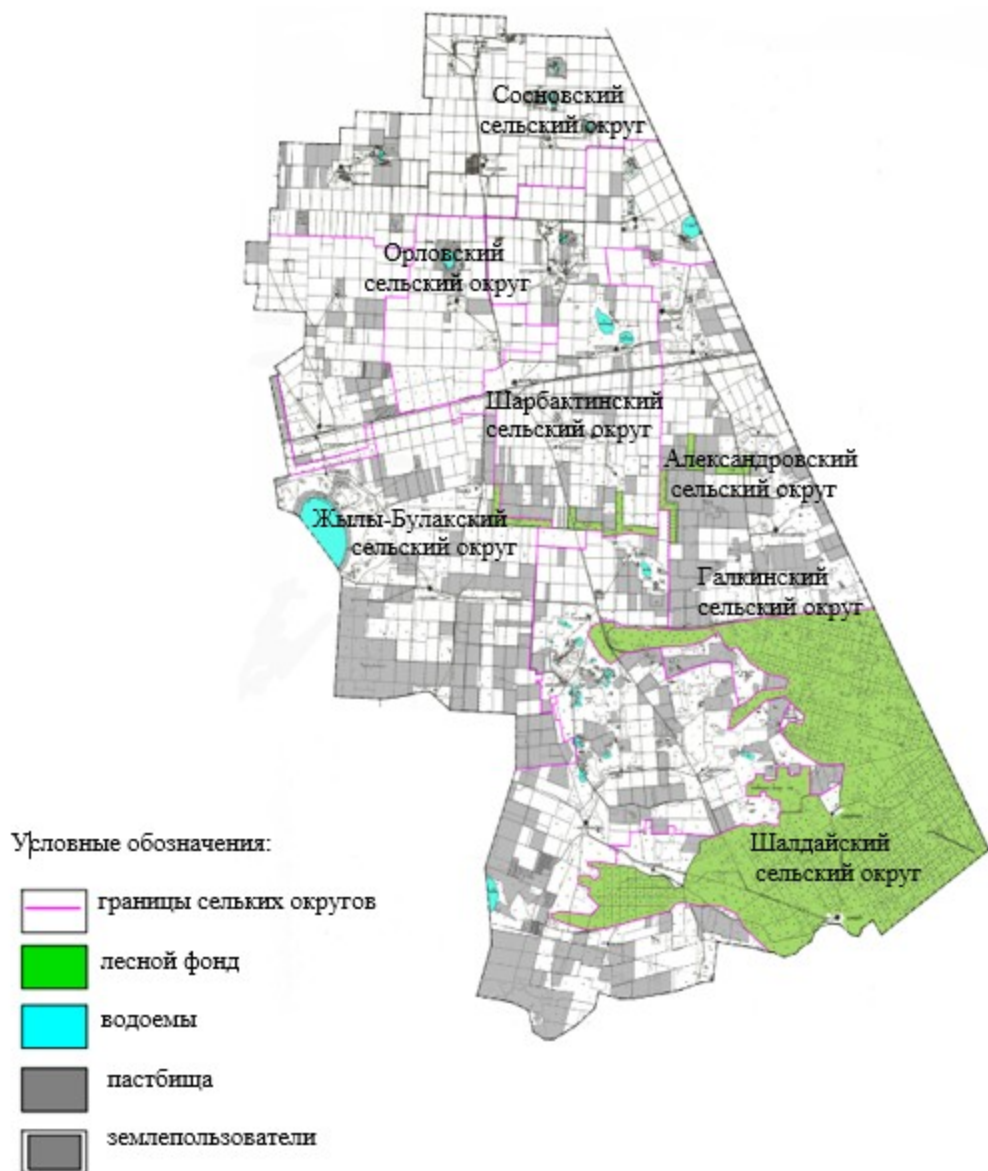 Сосновский
сельский округ
Орловский
сельский округ
Шарбактинский
сельский округ
Александровский
сельский округ
Жылы-Булакский
сельский округ
Галкинский
сельский округ
Шалдайский
сельский округ
Условные обозначения:
границы сельких округов
лесной фонд
водоемы
пастбища
землепользователи